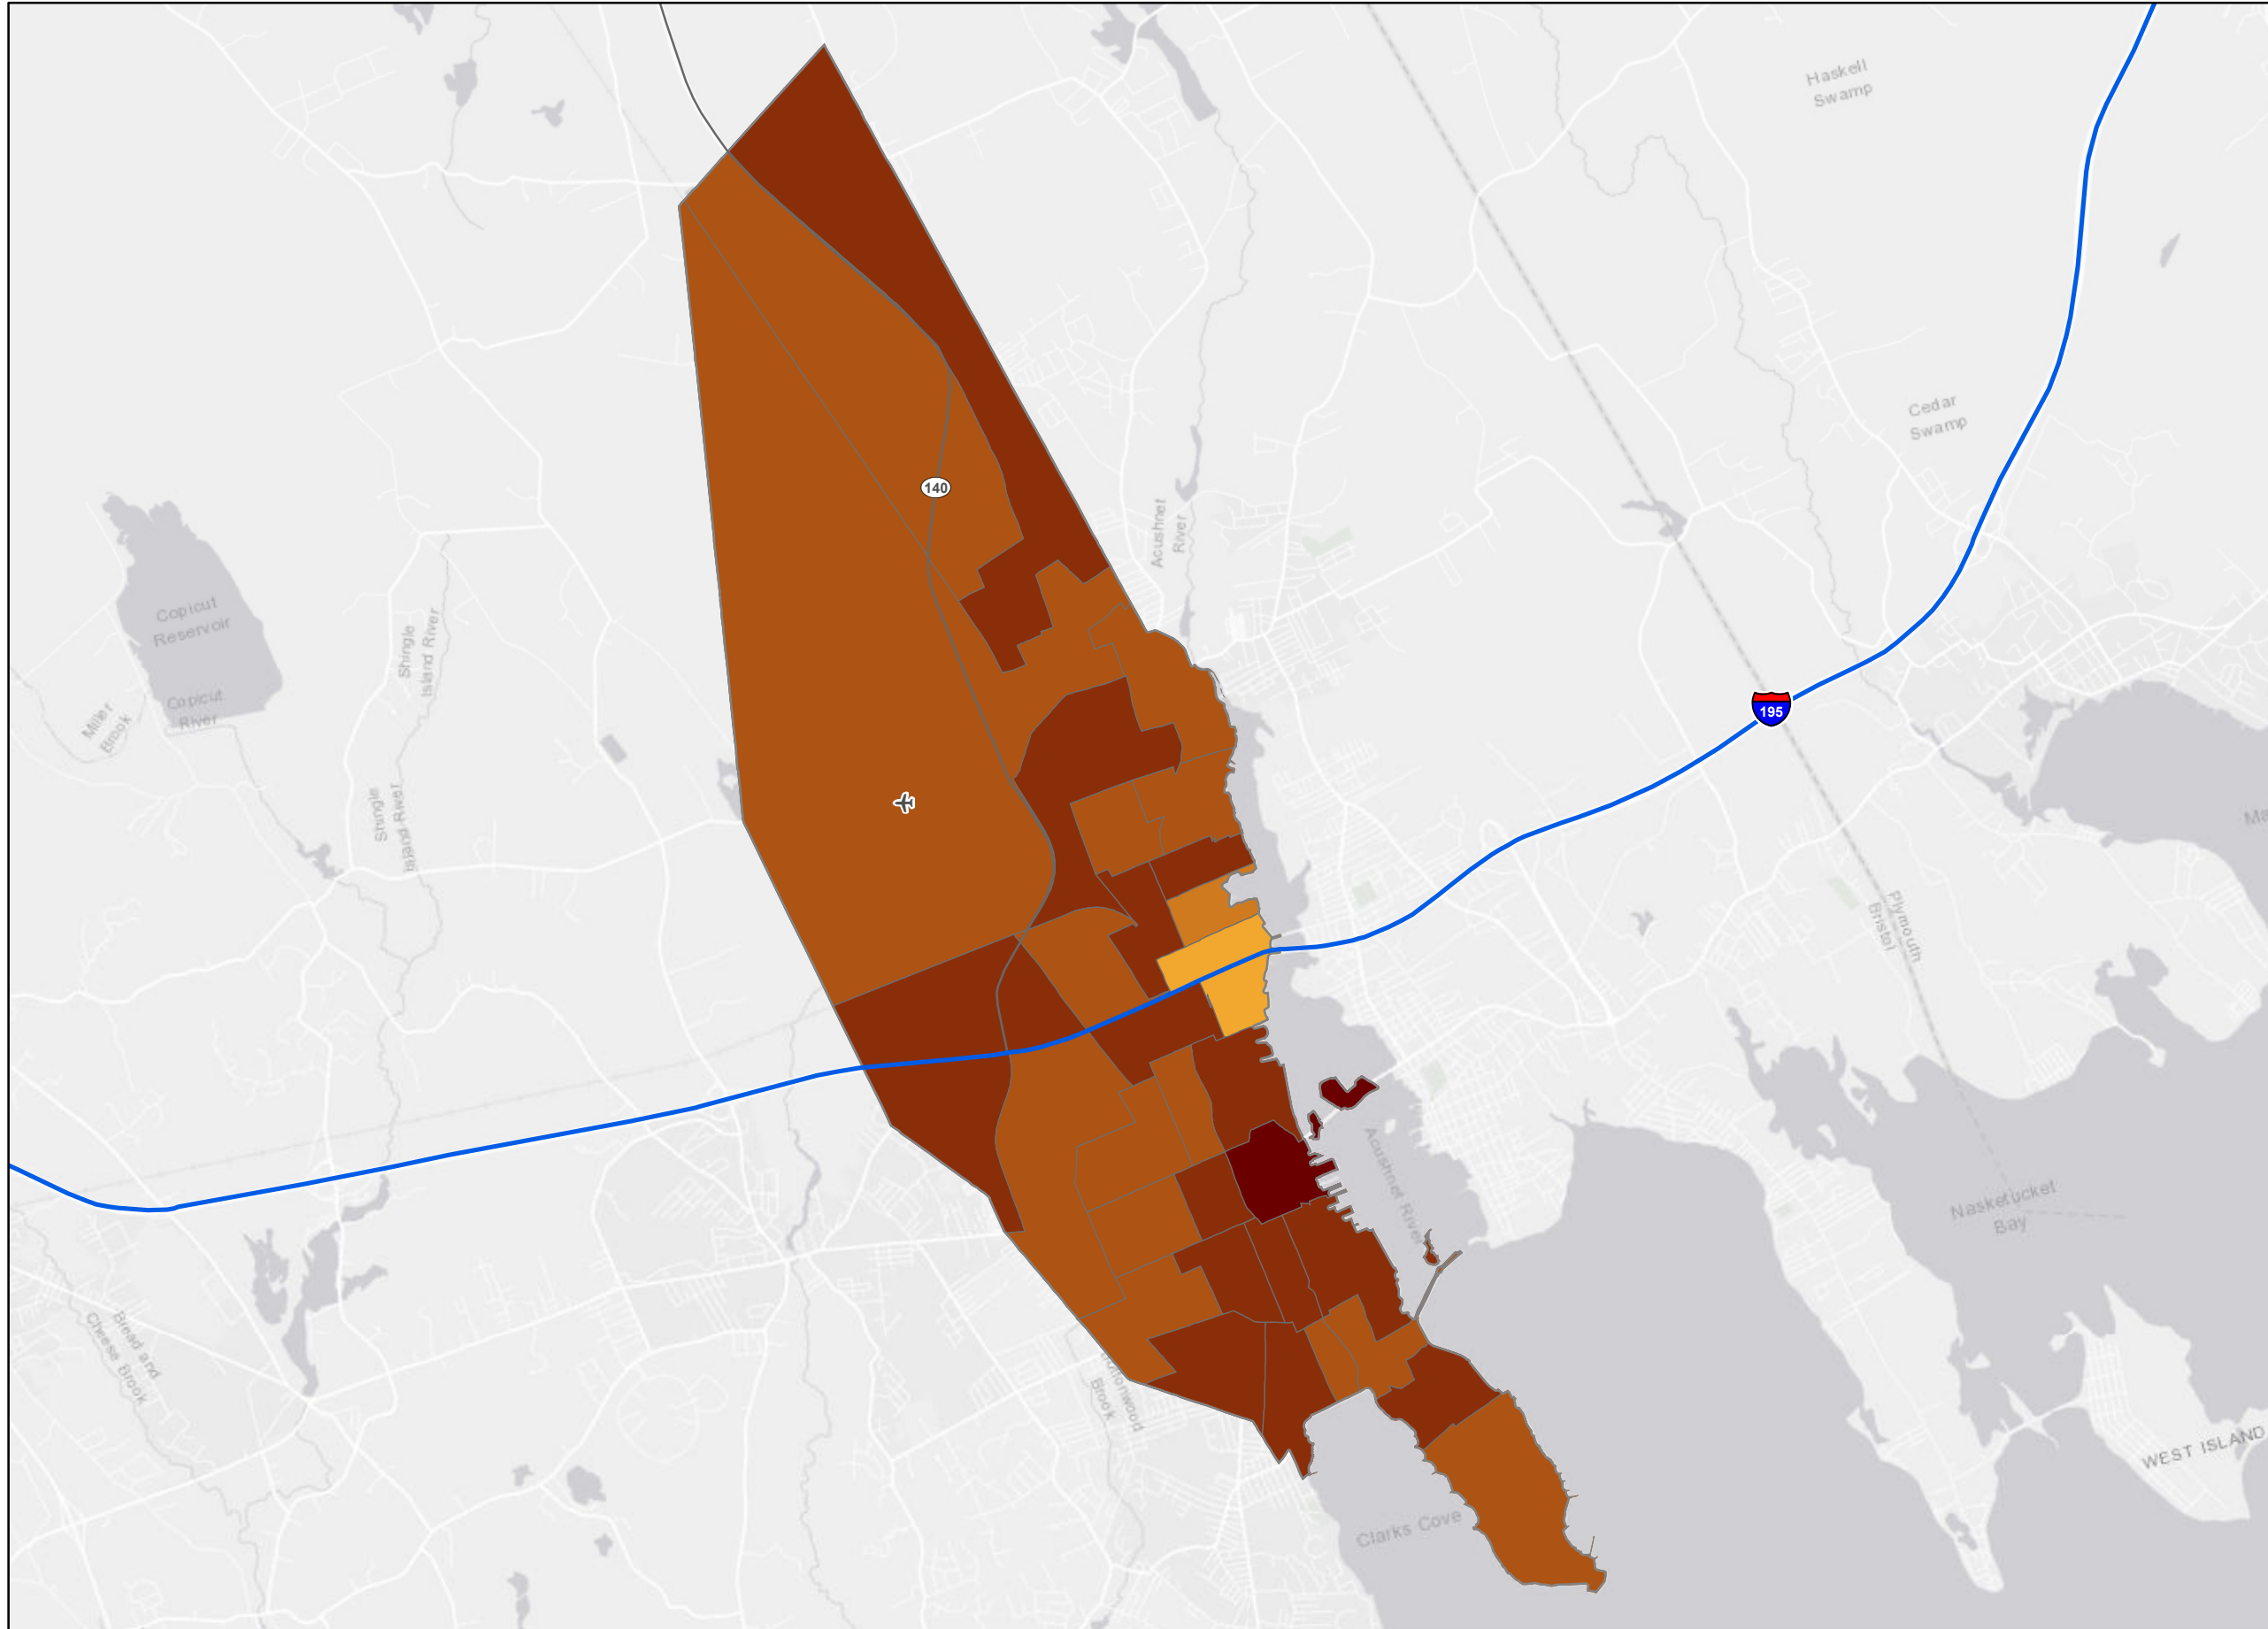 Haskell
Swamp
Cedar
Swamp
140
Acushnet
River
Copicut
Reservoir
Shingle
Island River
Copicut
River
Miller
Brook
195
Shingle
Island River
Ma
Plymouth
Bristol
Acushnet River
Nasketucket
Bay
Bread and
Cheese Brook
Brook
WEST ISLAND
Clarks Cove